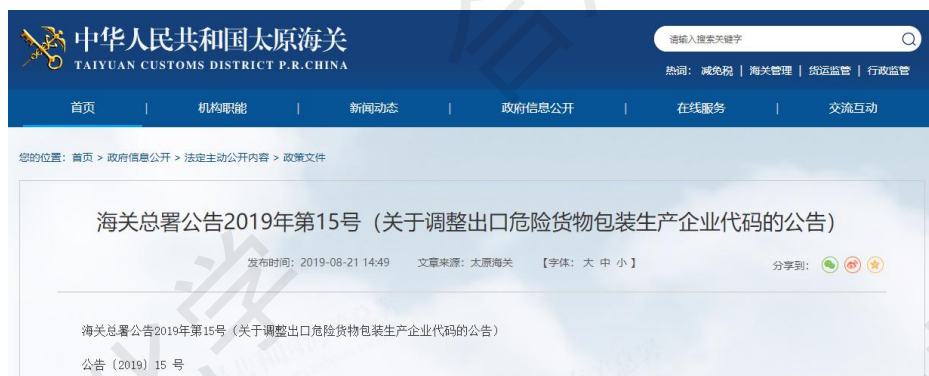 中华人民共和国太原海关
TAIYUAN CUSTOMS DISTRICT P.R.CHINA
请输入搜索关键字
热词： 减免税 | 海关管理 | 货运监管 | 行政监管
首页 | 机构职能 | 新闻动态 | 政府信息公开 | 在线服务 | 交流互动
您的位置：首页 > 政府信息公开 > 法定主动公开内容 > 政策文件
海关总署公告2019年第15号（关于调整出口危险货物包装生产企业代码的公告）
发布时间：2019-08-21 14:49 文章来源：太原海关 【字体：大 中 小】 分享到：
海关总署公告2019年第15号（关于调整出口危险货物包装生产企业代码的公告）
公告〔2019〕15 号